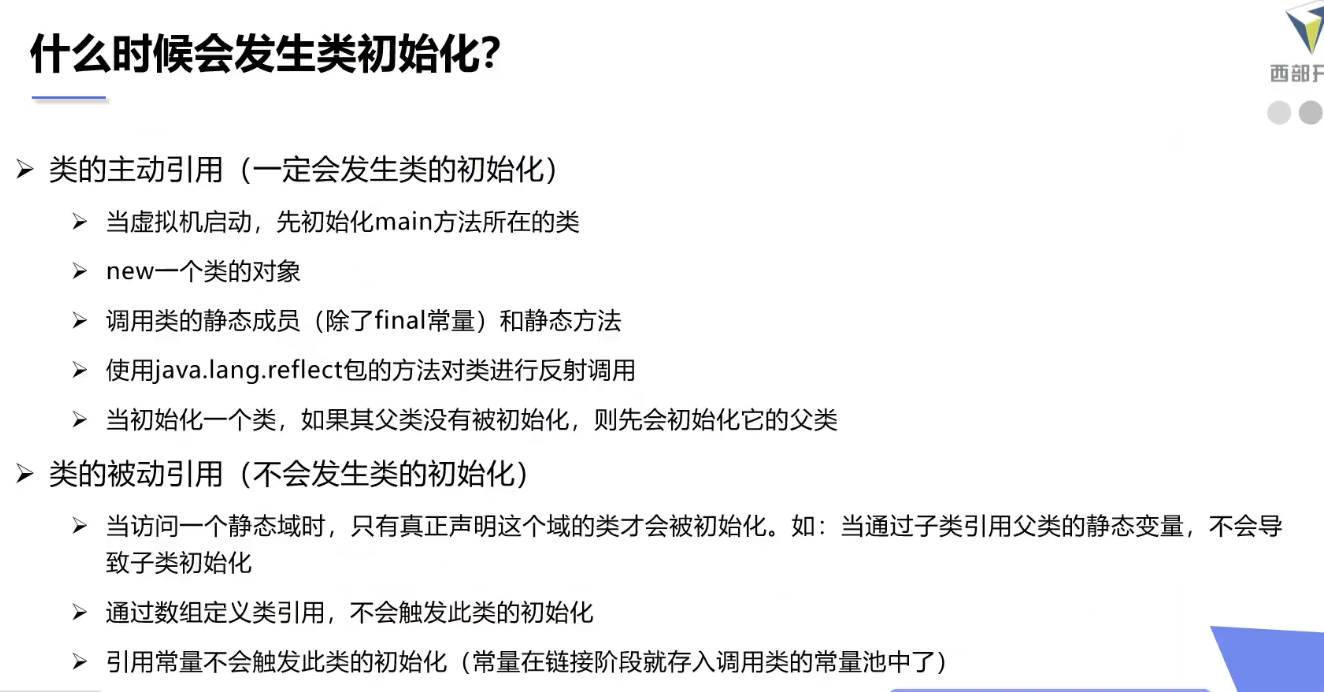 什么时候会发生类初始化?
西部开
类的主动引用（一定会发生类的初始化）
当虚拟机启动，先初始化main方法所在的类
new一个类的对象
调用类的静态成员（除了final常量）和静态方法
使用java.lang.reflect包的方法对类进行反射调用
当初始化一个类，如果其父类没有被初始化，则先会初始化它的父类
类的被动引用（不会发生类的初始化）
当访问一个静态域时，只有真正声明这个域的类才会被初始化。如：当通过子类引用父类的静态变量，不会导
致子类初始化
通过数组定义类引用，不会触发此类的初始化
引用常量不会触发此类的初始化（常量在链接阶段就存入调用类的常量池中了）